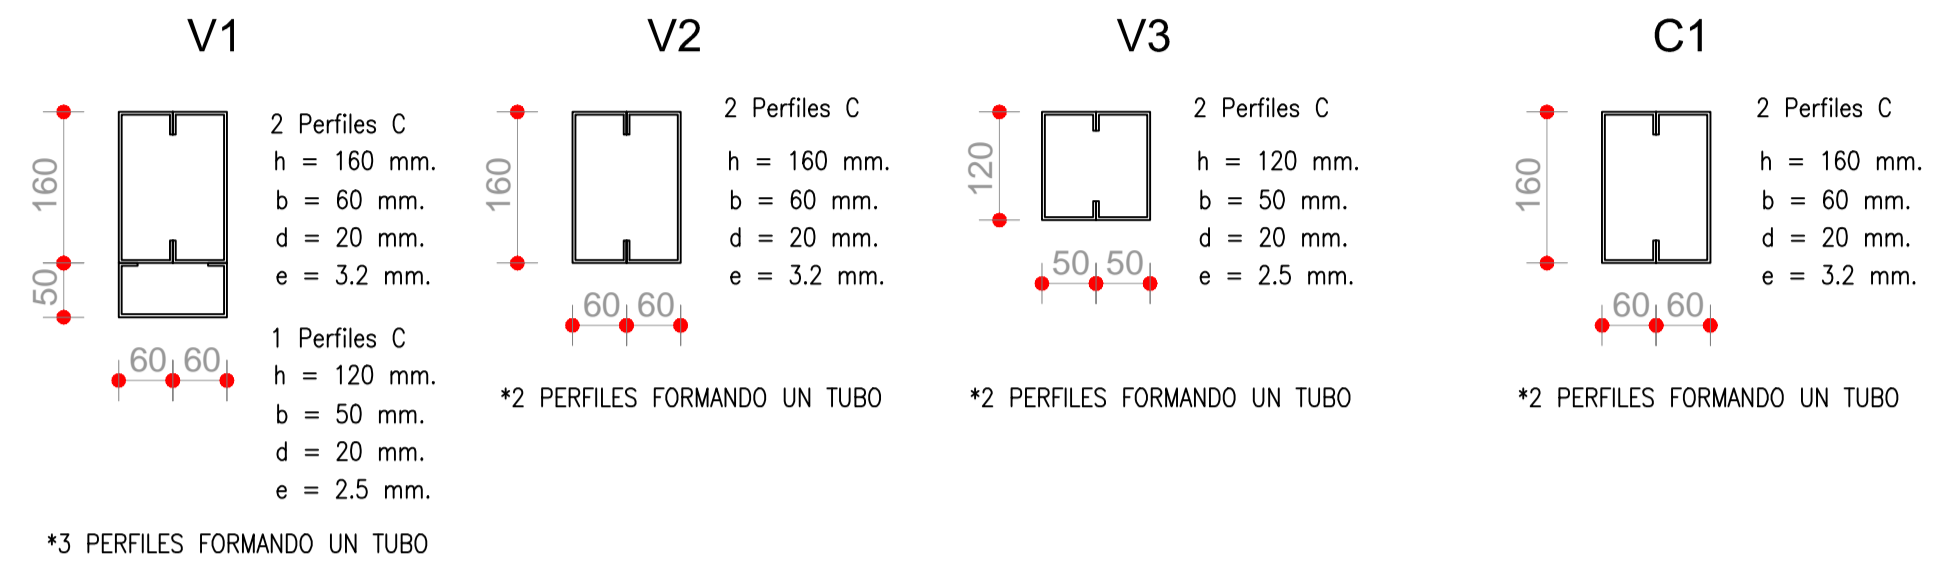 V1
160
50
60 60
2 Perfiles C
h = 160 mm.
b = 60 mm.
d = 20 mm.
e = 3.2 mm.
1 Perfiles C
h = 120 mm.
b = 50 mm.
d = 20 mm.
e = 2.5 mm.
*3 PERFILES FORMANDO UN TUBO
V2
160
60 60
2 Perfiles C
h = 160 mm.
b = 60 mm.
d = 20 mm.
e = 3.2 mm.
*2 PERFILES FORMANDO UN TUBO
V3
120
50 50
2 Perfiles C
h = 120 mm.
b = 50 mm.
d = 20 mm.
e = 2.5 mm.
*2 PERFILES FORMANDO UN TUBO
C1
160
60 60
2 Perfiles C
h = 160 mm.
b = 60 mm.
d = 20 mm.
e = 3.2 mm.
*2 PERFILES FORMANDO UN TUBO